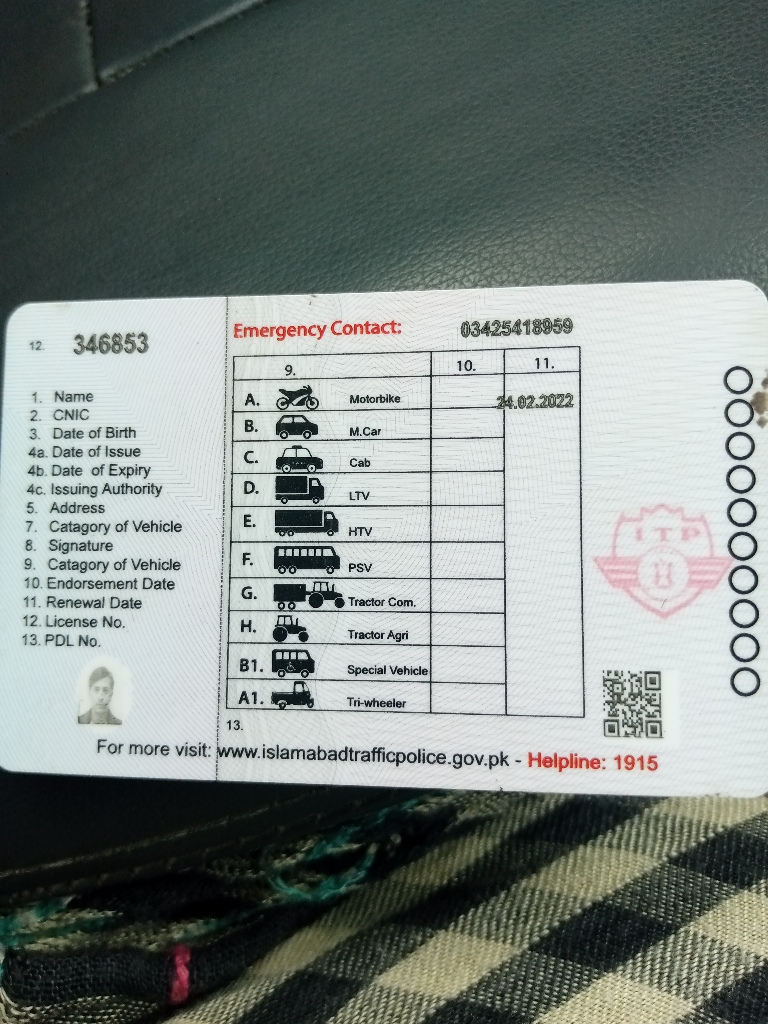 12. 346853
1. Name
2. CNIC
3. Date of Birth
4a. Date of Issue
4b. Date of Expiry
4c. Issuing Authority
5. Address
7. Catagory of Vehicle
8. Signature
9. Catagory of Vehicle
10. Endorsement Date
11. Renewal Date
12. License No.
13. PDL No.
Emergency Contact: 03425418959
9. 10. 11.
A. Motorbike 24.02.2022
B. M.Car
C. Cab
D. LTV
E. HTV
F. PSV
G. Tractor Com.
H. Tractor Agri
B1. Special Vehicle
A1. Tri-wheeler
13.
ITP
For more visit: www.islamabadtrafficpolice.gov.pk - Helpline: 1915